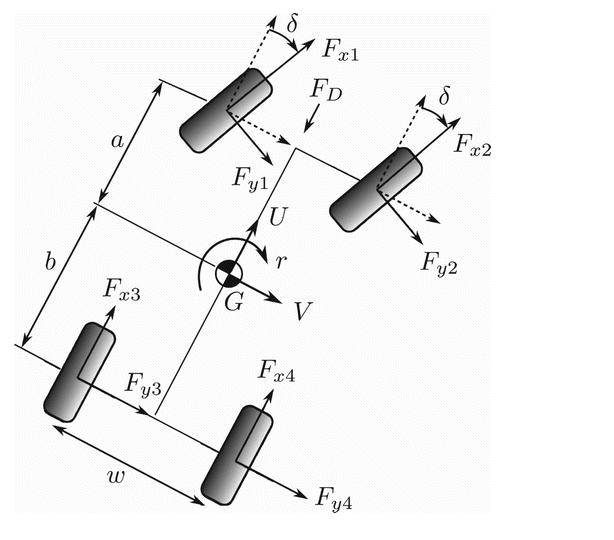 δ
F_{x1}
F_D
δ
a
F_{x2}
F_{y1}
U
b
r
F_{y2}
G
V
F_{x3}
F_{x4}
F_{y3}
w
F_{y4}